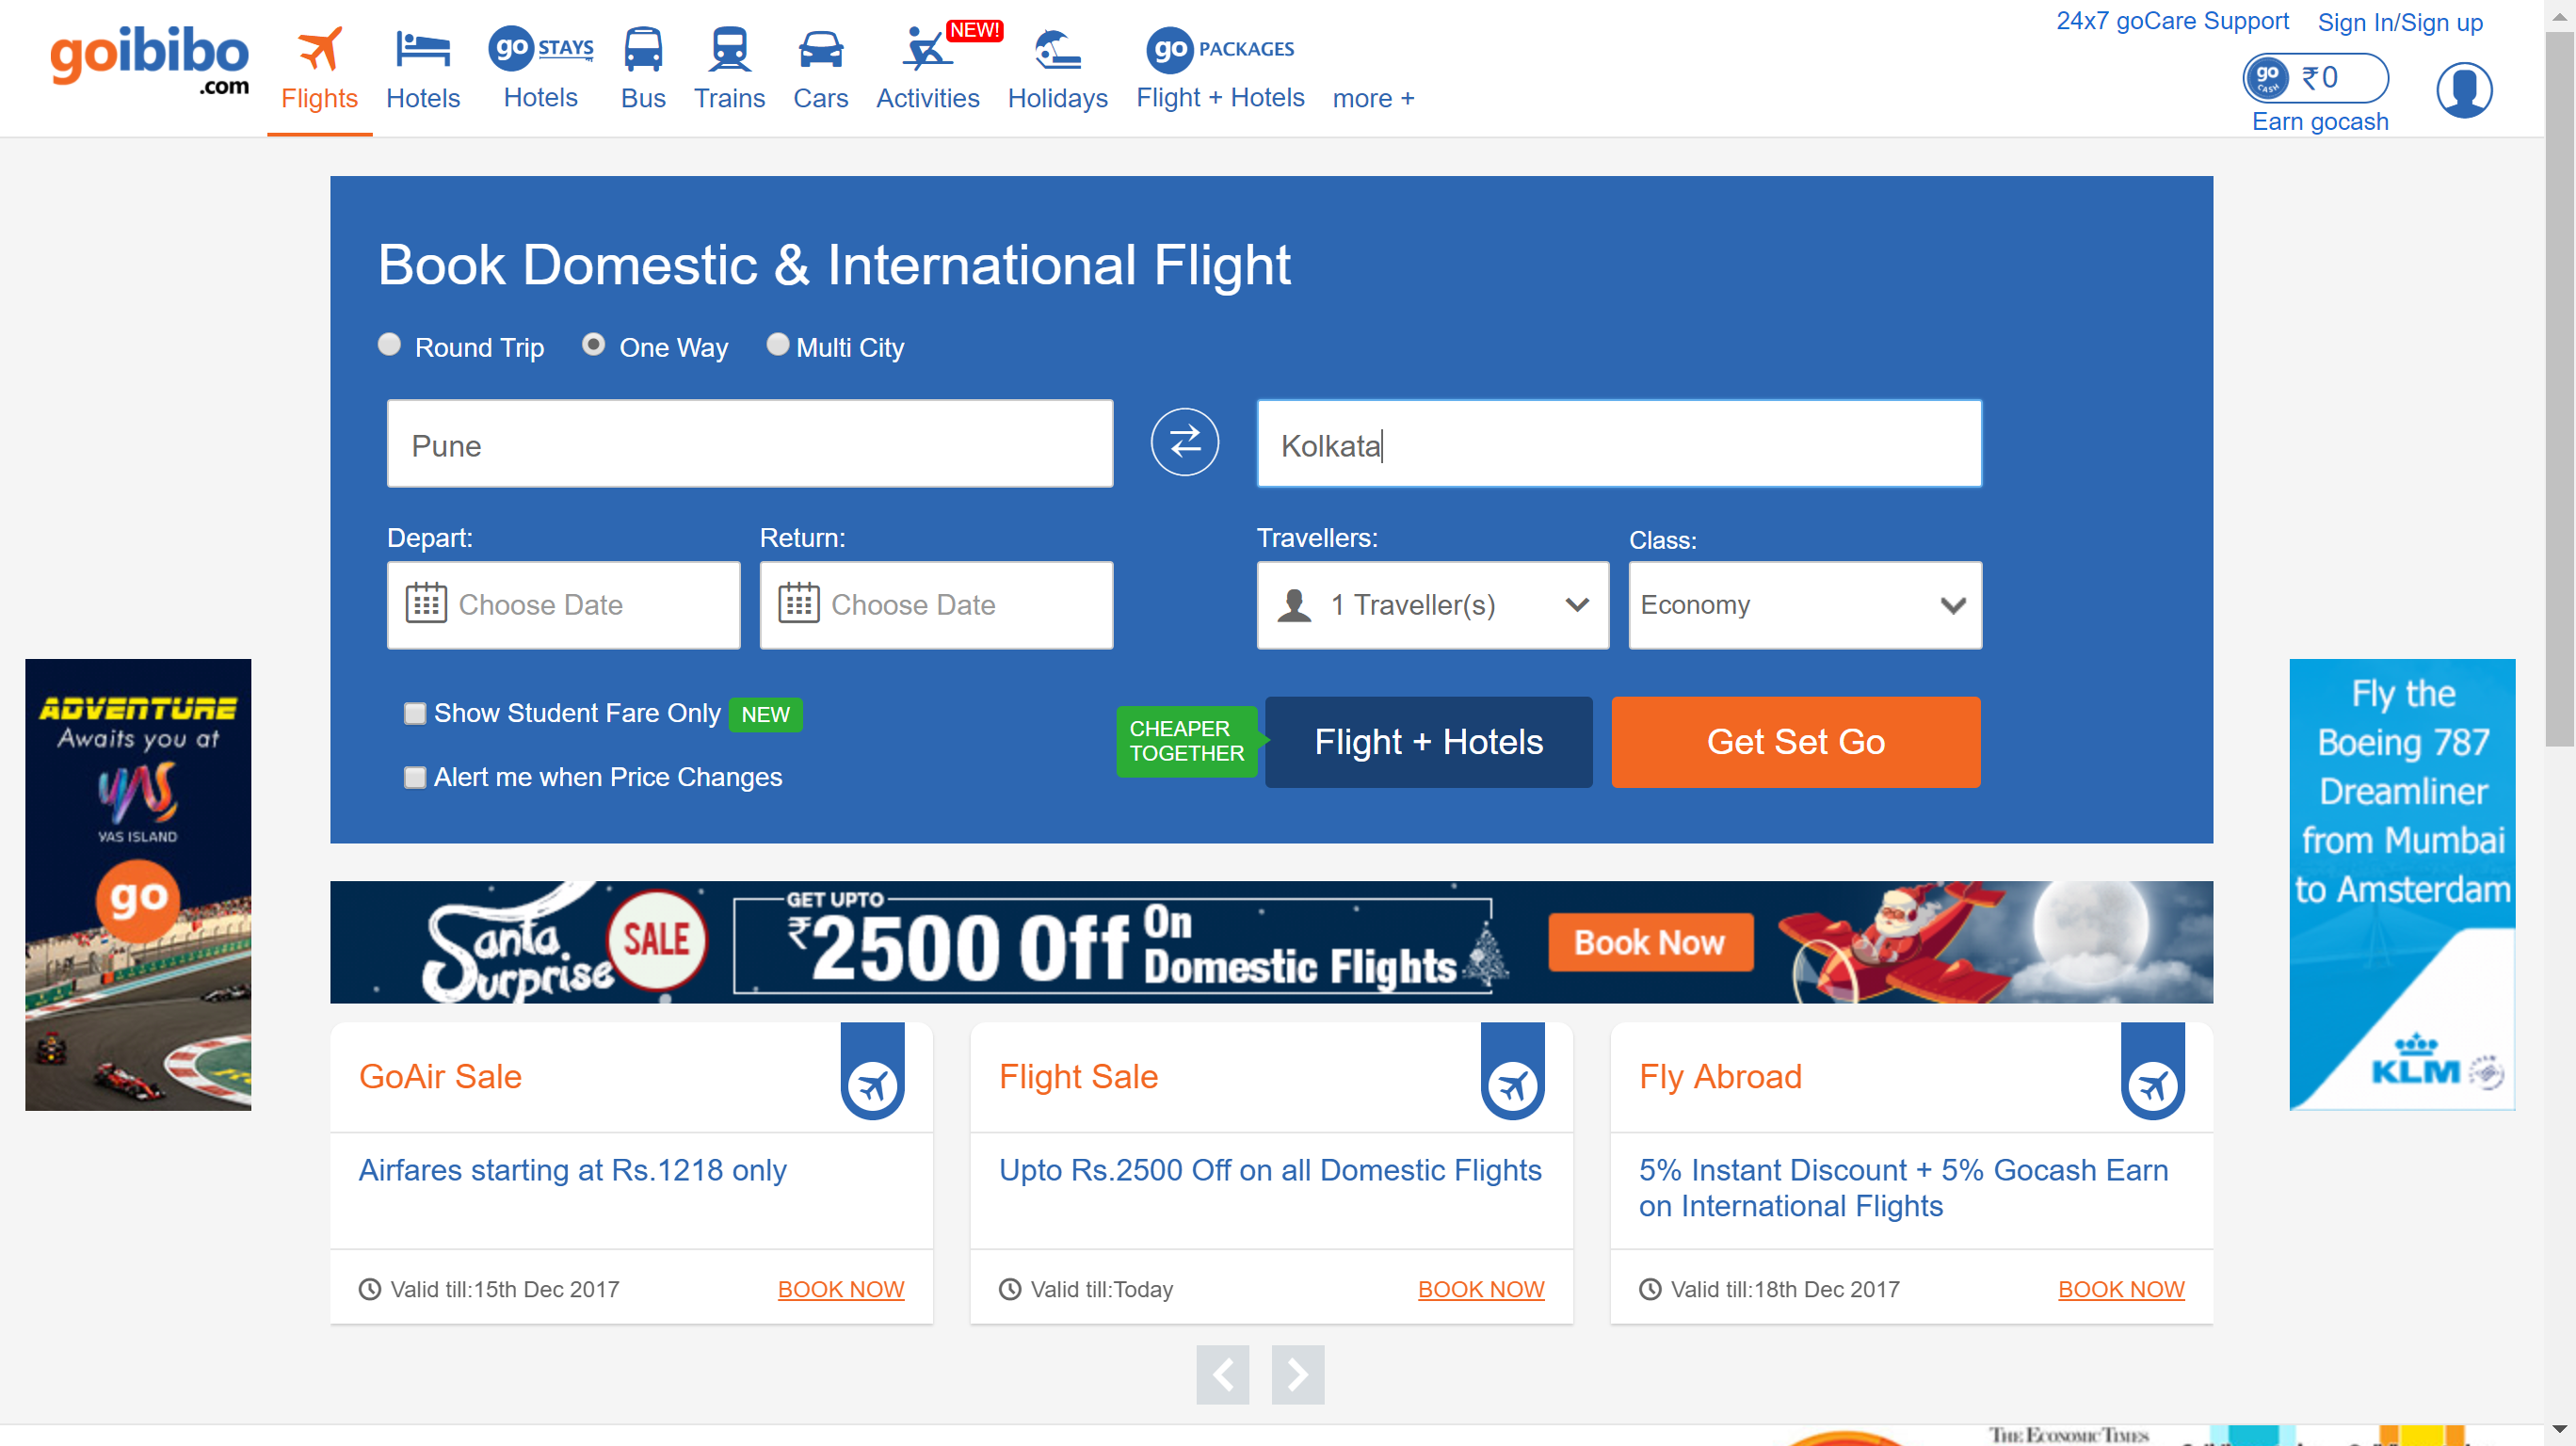 goibibo
.com
Flights
Hotels
go STAYS
Hotels
Bus
Trains
Cars
NEW!
Activities
Holidays
go PACKAGES
Flight + Hotels
more +
24x7 goCare Support
Sign In/Sign up
go CASH
₹0
Earn gocash
Book Domestic & International Flight
Round Trip
One Way
Multi City
Pune
Kolkata
Depart:
Return:
Travellers:
Class:
Choose Date
Choose Date
1 Traveller(s)
Economy
Show Student Fare Only
NEW
Alert me when Price Changes
CHEAPER
TOGETHER
Flight + Hotels
Get Set Go
ADVENTURE
Awaits you at
YAS
YAS ISLAND
go
Fly the
Boeing 787
Dreamliner
from Mumbai
to Amsterdam
KLM
Santa
Surprise
SALE
GET UPTO
₹2500 Off On
Domestic Flights
Book Now
GoAir Sale
Airfares starting at Rs.1218 only
Valid till:15th Dec 2017
BOOK NOW
Flight Sale
Upto Rs.2500 Off on all Domestic Flights
Valid till:Today
BOOK NOW
Fly Abroad
5% Instant Discount + 5% Gocash Earn
on International Flights
Valid till:18th Dec 2017
BOOK NOW
THE ECONOMIC TIMES